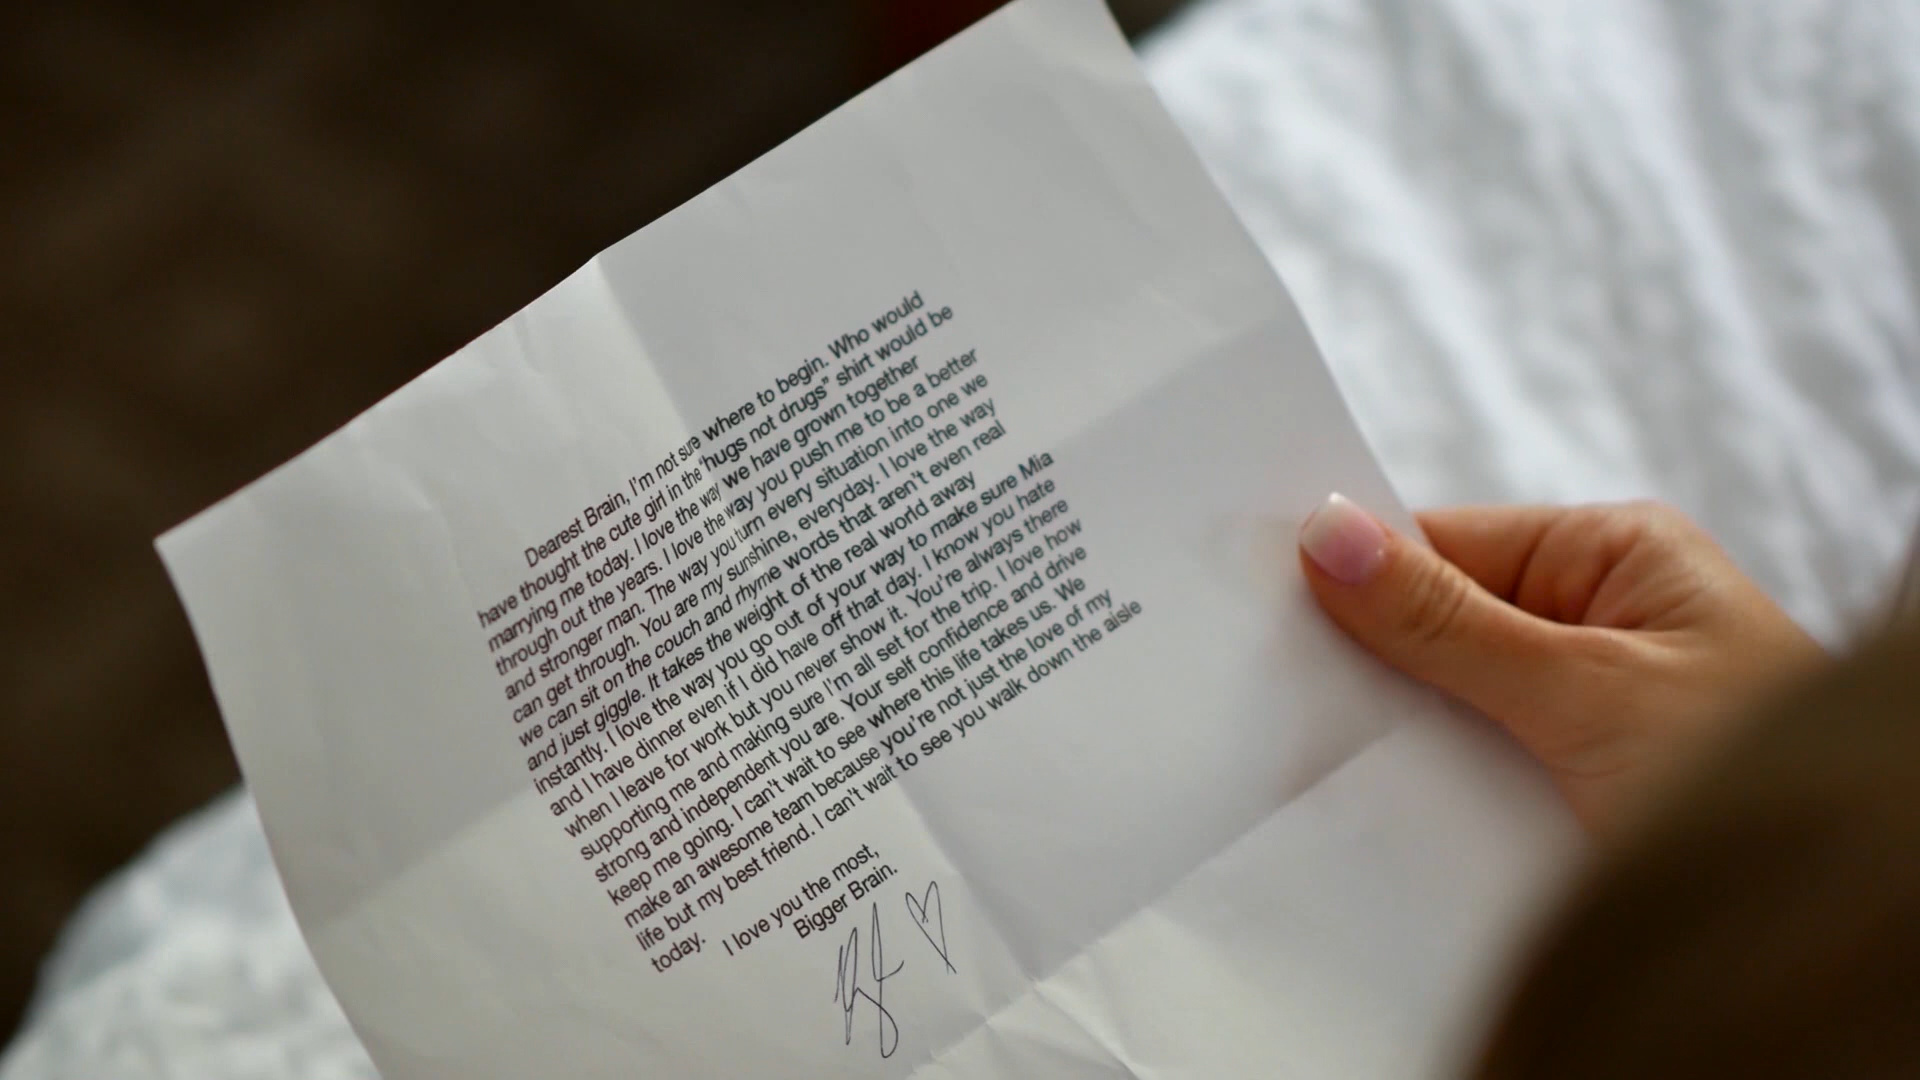 Dearest Brain, I'm not sure where to begin. Who would
have thought the cute girl in the "hugs not drugs" shirt would be
marrying me today. I love the way we have grown together
through out the years. I love the way you push me to be a better
and stronger man. The way you turn every situation into one we
can get through. You are my sunshine, everyday. I love the way
we can sit on the couch and rhyme words that aren't even real
and just giggle. It takes the weight of the real world away
instantly. I love the way you go out of your way to make sure Mia
and I have dinner even if I did have off that day. I know you hate
when I leave for work but you never show it. You're always there
supporting me and making sure I'm all set for the trip. I love how
strong and independent you are. Your self confidence and drive
keep me going. I can't wait to see where this life takes us. We
make an awesome team because you're not just the love of my
life but my best friend. I can't wait to see you walk down the aisle
today.
I love you the most,
Bigger Brain.